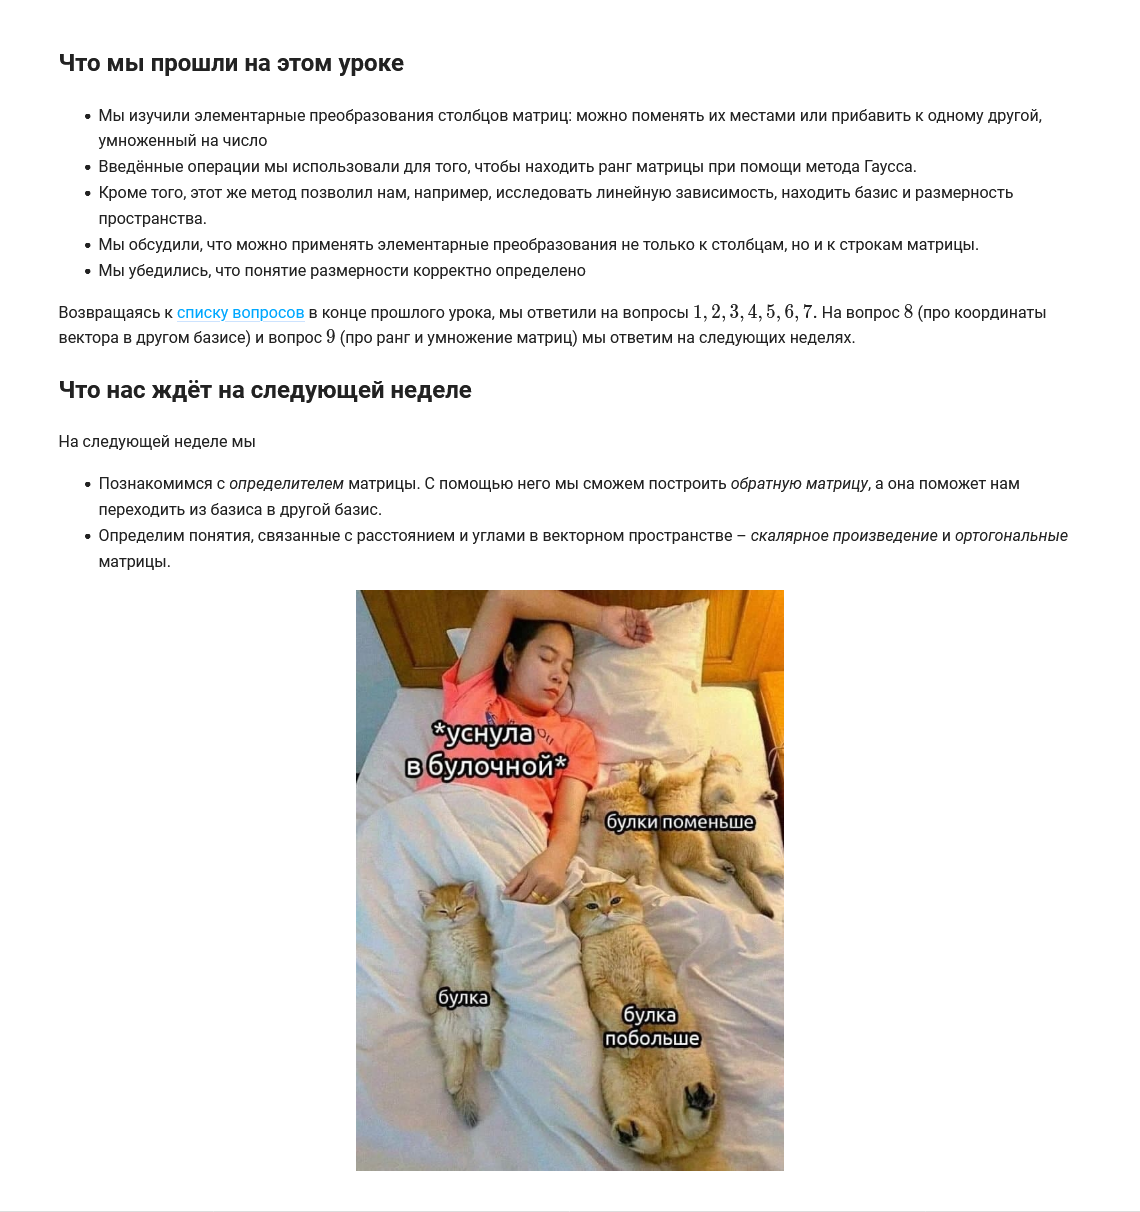 Что мы прошли на этом уроке
• Мы изучили элементарные преобразования столбцов матриц: можно поменять их местами или прибавить к одному другой,
умноженный на число
• Введённые операции мы использовали для того, чтобы находить ранг матрицы при помощи метода Гаусса.
• Кроме того, этот же метод позволил нам, например, исследовать линейную зависимость, находить базис и размерность
пространства.
• Мы обсудили, что можно применять элементарные преобразования не только к столбцам, но и к строкам матрицы.
• Мы убедились, что понятие размерности корректно определено
Возвращаясь к списку вопросов в конце прошлого урока, мы ответили на вопросы 1, 2, 3, 4, 5, 6, 7. На вопрос 8 (про координаты
вектора в другом базисе) и вопрос 9 (про ранг и умножение матриц) мы ответим на следующих неделях.
Что нас ждёт на следующей неделе
На следующей неделе мы
• Познакомимся с определителем матрицы. С помощью него мы сможем построить обратную матрицу, а она поможет нам
переходить из базиса в другой базис.
• Определим понятия, связанные с расстоянием и углами в векторном пространстве – скалярное произведение и ортогональные
матрицы.
*уснула
в булочной*
булки поменьше
булка
булка
побольше